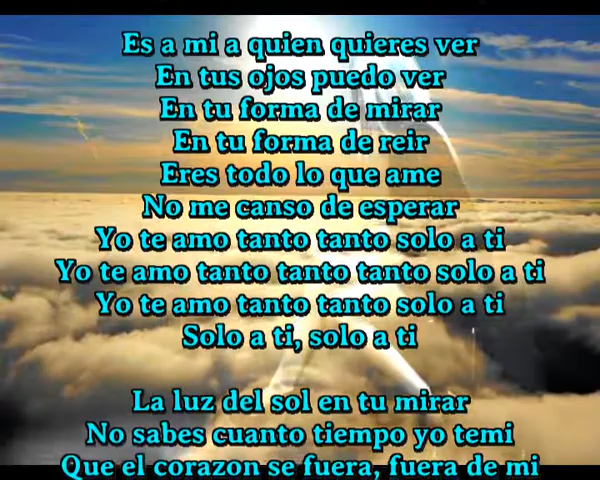 Es a mi a quien quieres ver
En tus ojos puedo ver
En tu forma de mirar
En tu forma de reir
Eres todo lo que ame
No me canso de esperar
Yo te amo tanto tanto solo a ti
Yo te amo tanto tanto tanto solo a ti
Yo te amo tanto tanto solo a ti
Solo a ti, solo a ti
La luz del sol en tu mirar
No sabes cuanto tiempo yo temi
Que el corazon se fuera, fuera de mi